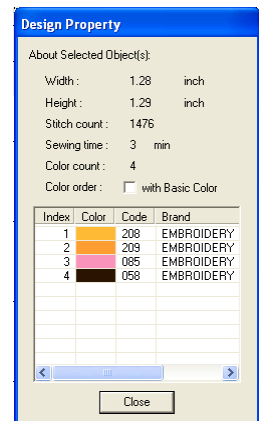 Design Property
About Selected Object(s):
Width : 1.28 inch
Height : 1.29 inch
Stitch count : 1476
Sewing time : 3 min
Color count : 4
Color order : with Basic Color
Index Color Code Brand
1 208 EMBROIDERY
2 209 EMBROIDERY
3 085 EMBROIDERY
4 058 EMBROIDERY
Close